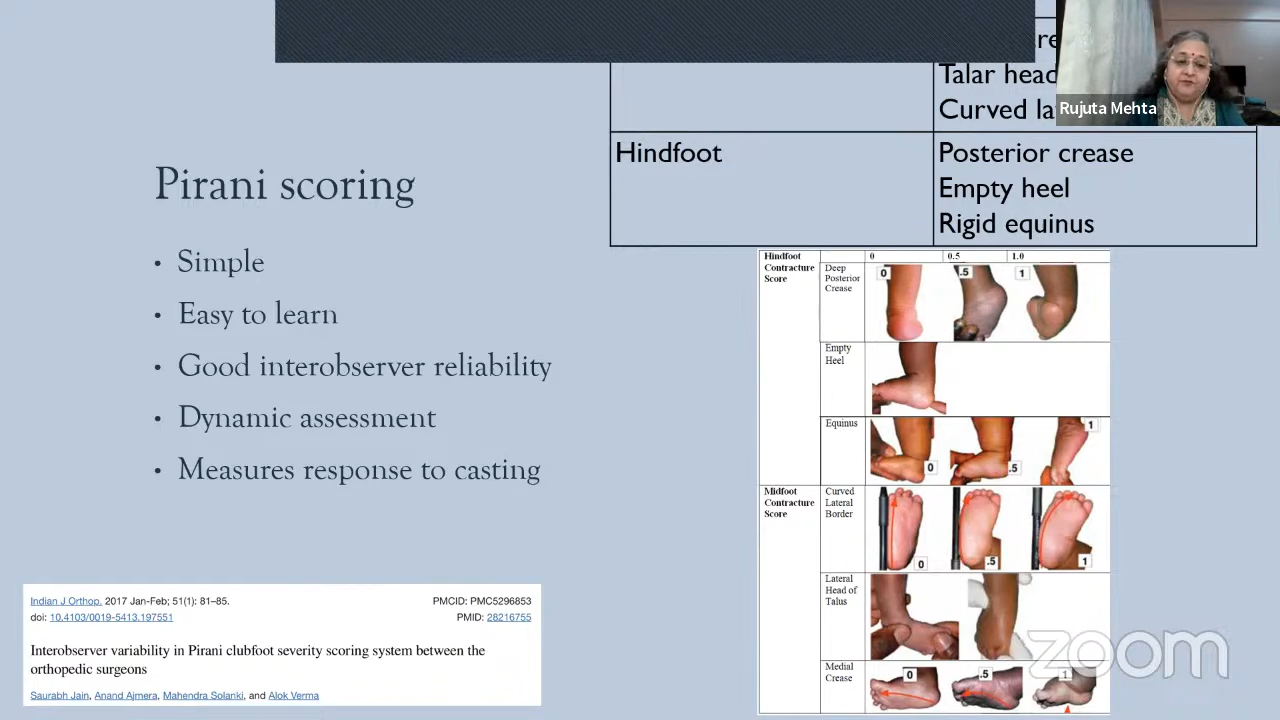 Talar head
Curved
Rujuta Mehta
Hindfoot
Posterior crease
Empty heel
Rigid equinus
Pirani scoring
• Simple
• Easy to learn
• Good interobserver reliability
• Dynamic assessment
• Measures response to casting
Hindfoot Contracture Score 0 0.5 1.0
Deep
Posterior
Crease
0 .5 1
Empty
Heel
Equinus
0 .5 1
Midfoot
Contracture
Score
Curved
Lateral
Border
0 .5 1
Lateral
Head of
Talus
Medial
Crease
0 .5 1
Indian J Orthop. 2017 Jan-Feb; 51(1): 81–85.
doi: 10.4103/0019-5413.197551
PMCID: PMC5296853
PMID: 28216755
Interobserver variability in Pirani clubfoot severity scoring system between the
orthopedic surgeons
Saurabh Jain, Anand Ajmera, Mahendra Solanki, and Alok Verma
zoom